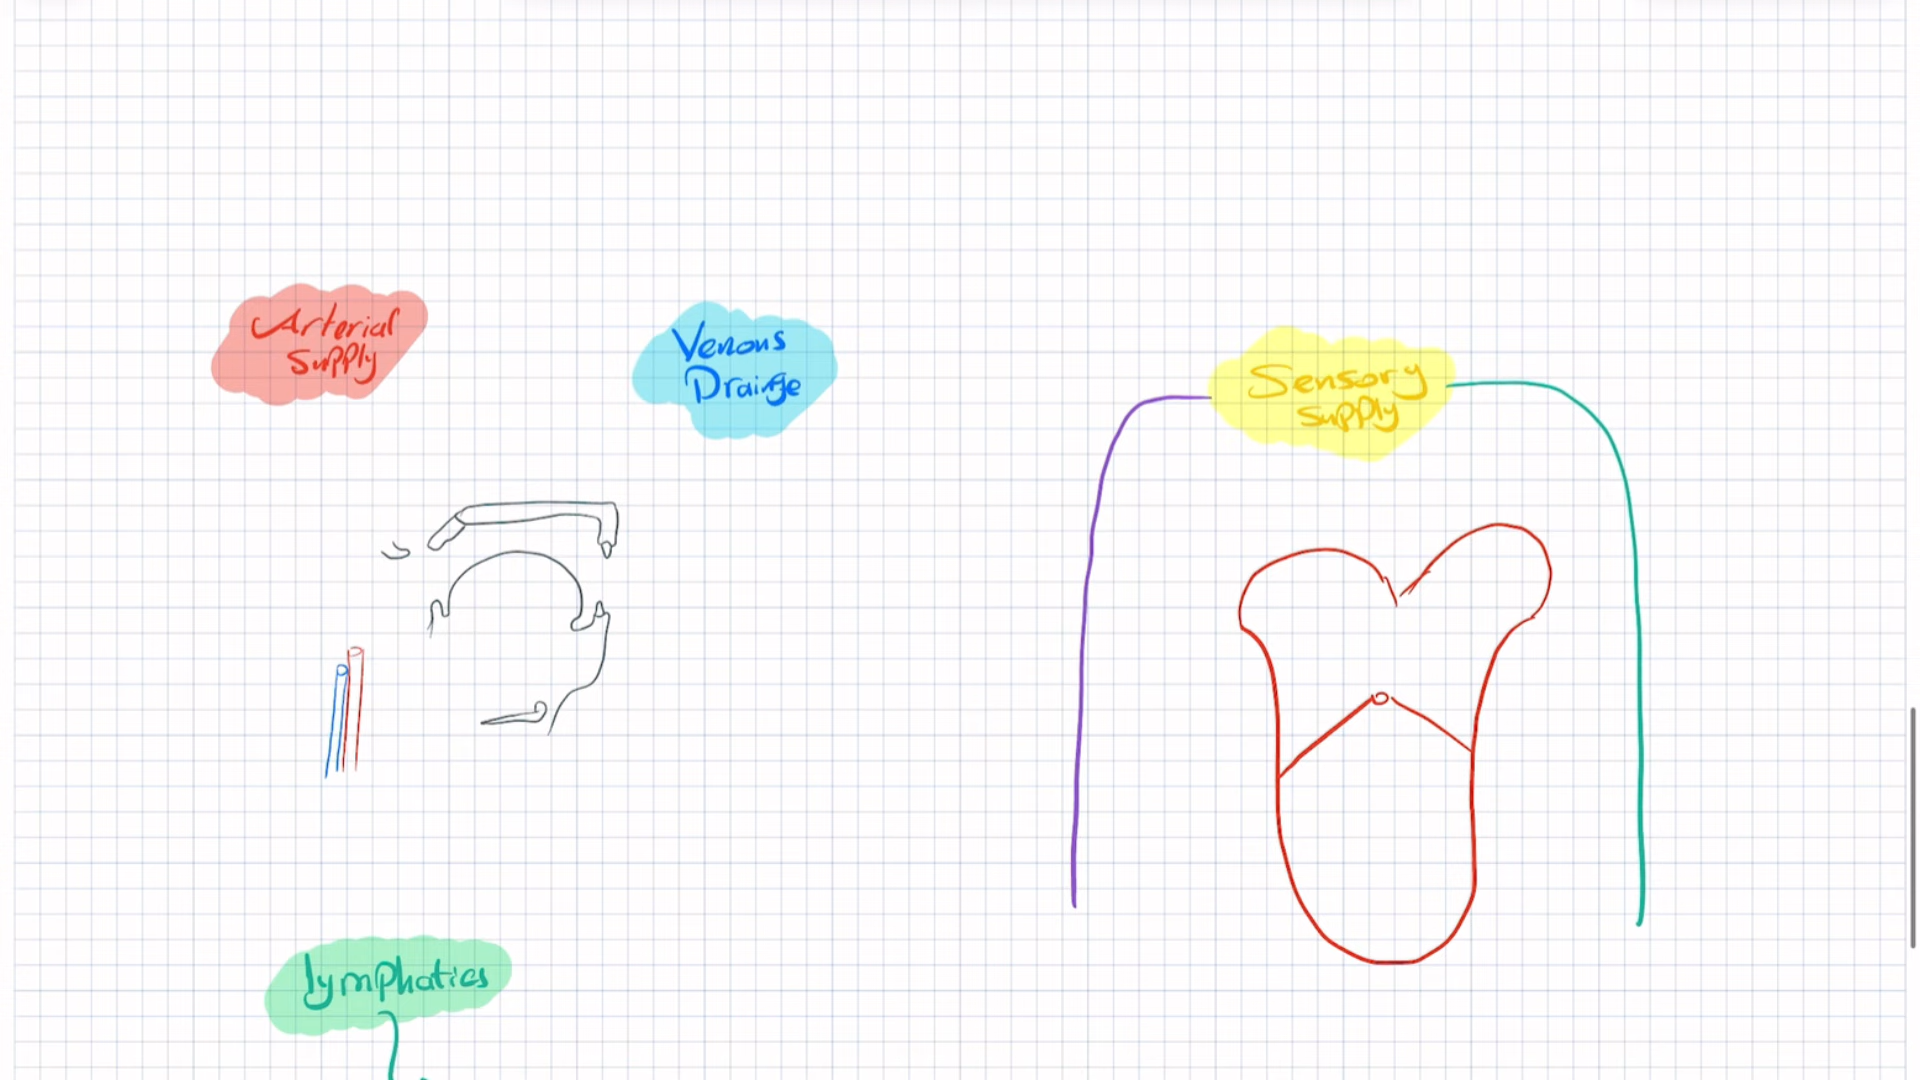 Arterial
Supply
Venous
Drainge
Sensory
Supply
lymphatics